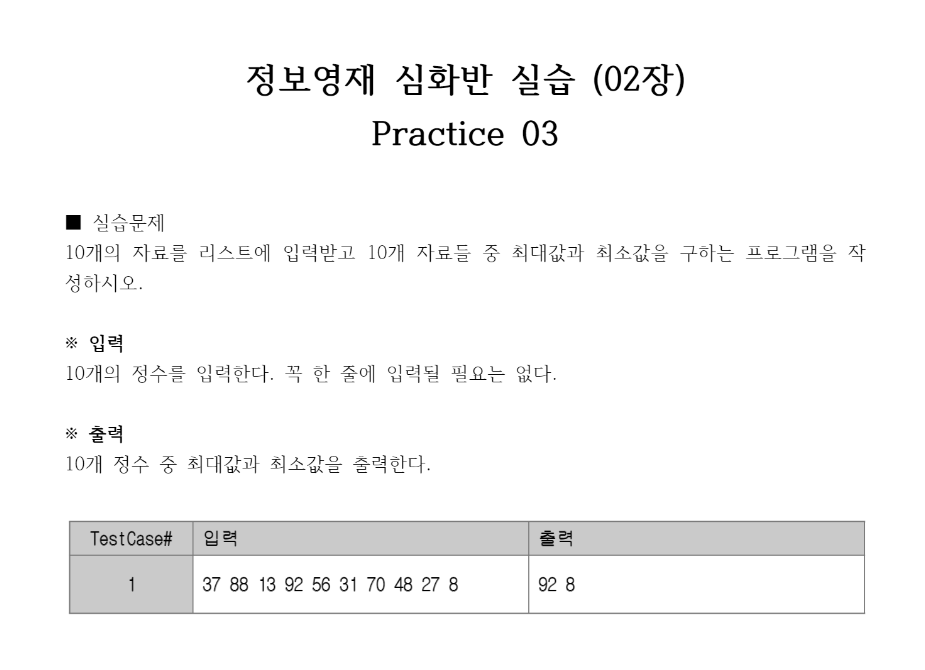 정보영재 심화반 실습 (02장)
Practice 03
■ 실습문제
10개의 자료를 리스트에 입력받고 10개 자료들 중 최대값과 최소값을 구하는 프로그램을 작
성하시오.
※ 입력
10개의 정수를 입력한다. 꼭 한 줄에 입력될 필요는 없다.
※ 출력
10개 정수 중 최대값과 최소값을 출력한다.
TestCase# 입력 출력
1 37 88 13 92 56 31 70 48 27 8 92 8